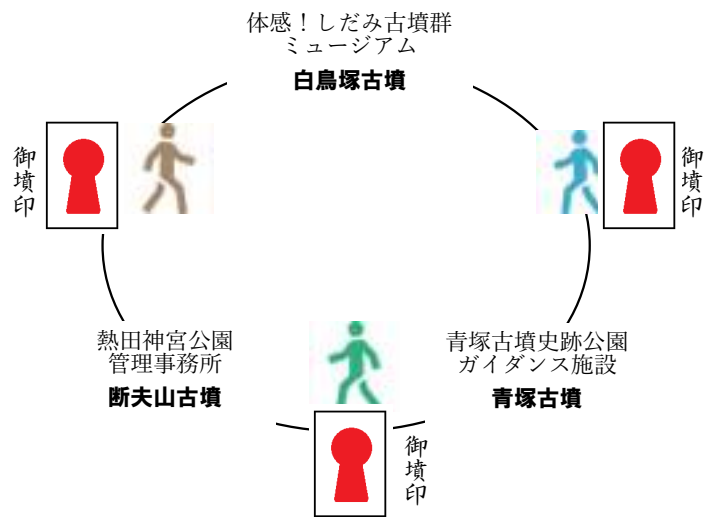 体感！しだみ古墳群
ミュージアム
白鳥塚古墳
御墳印
御墳印
熱田神宮公園
管理事務所
断夫山古墳
青塚古墳史跡公園
ガイダンス施設
青塚古墳
御墳印